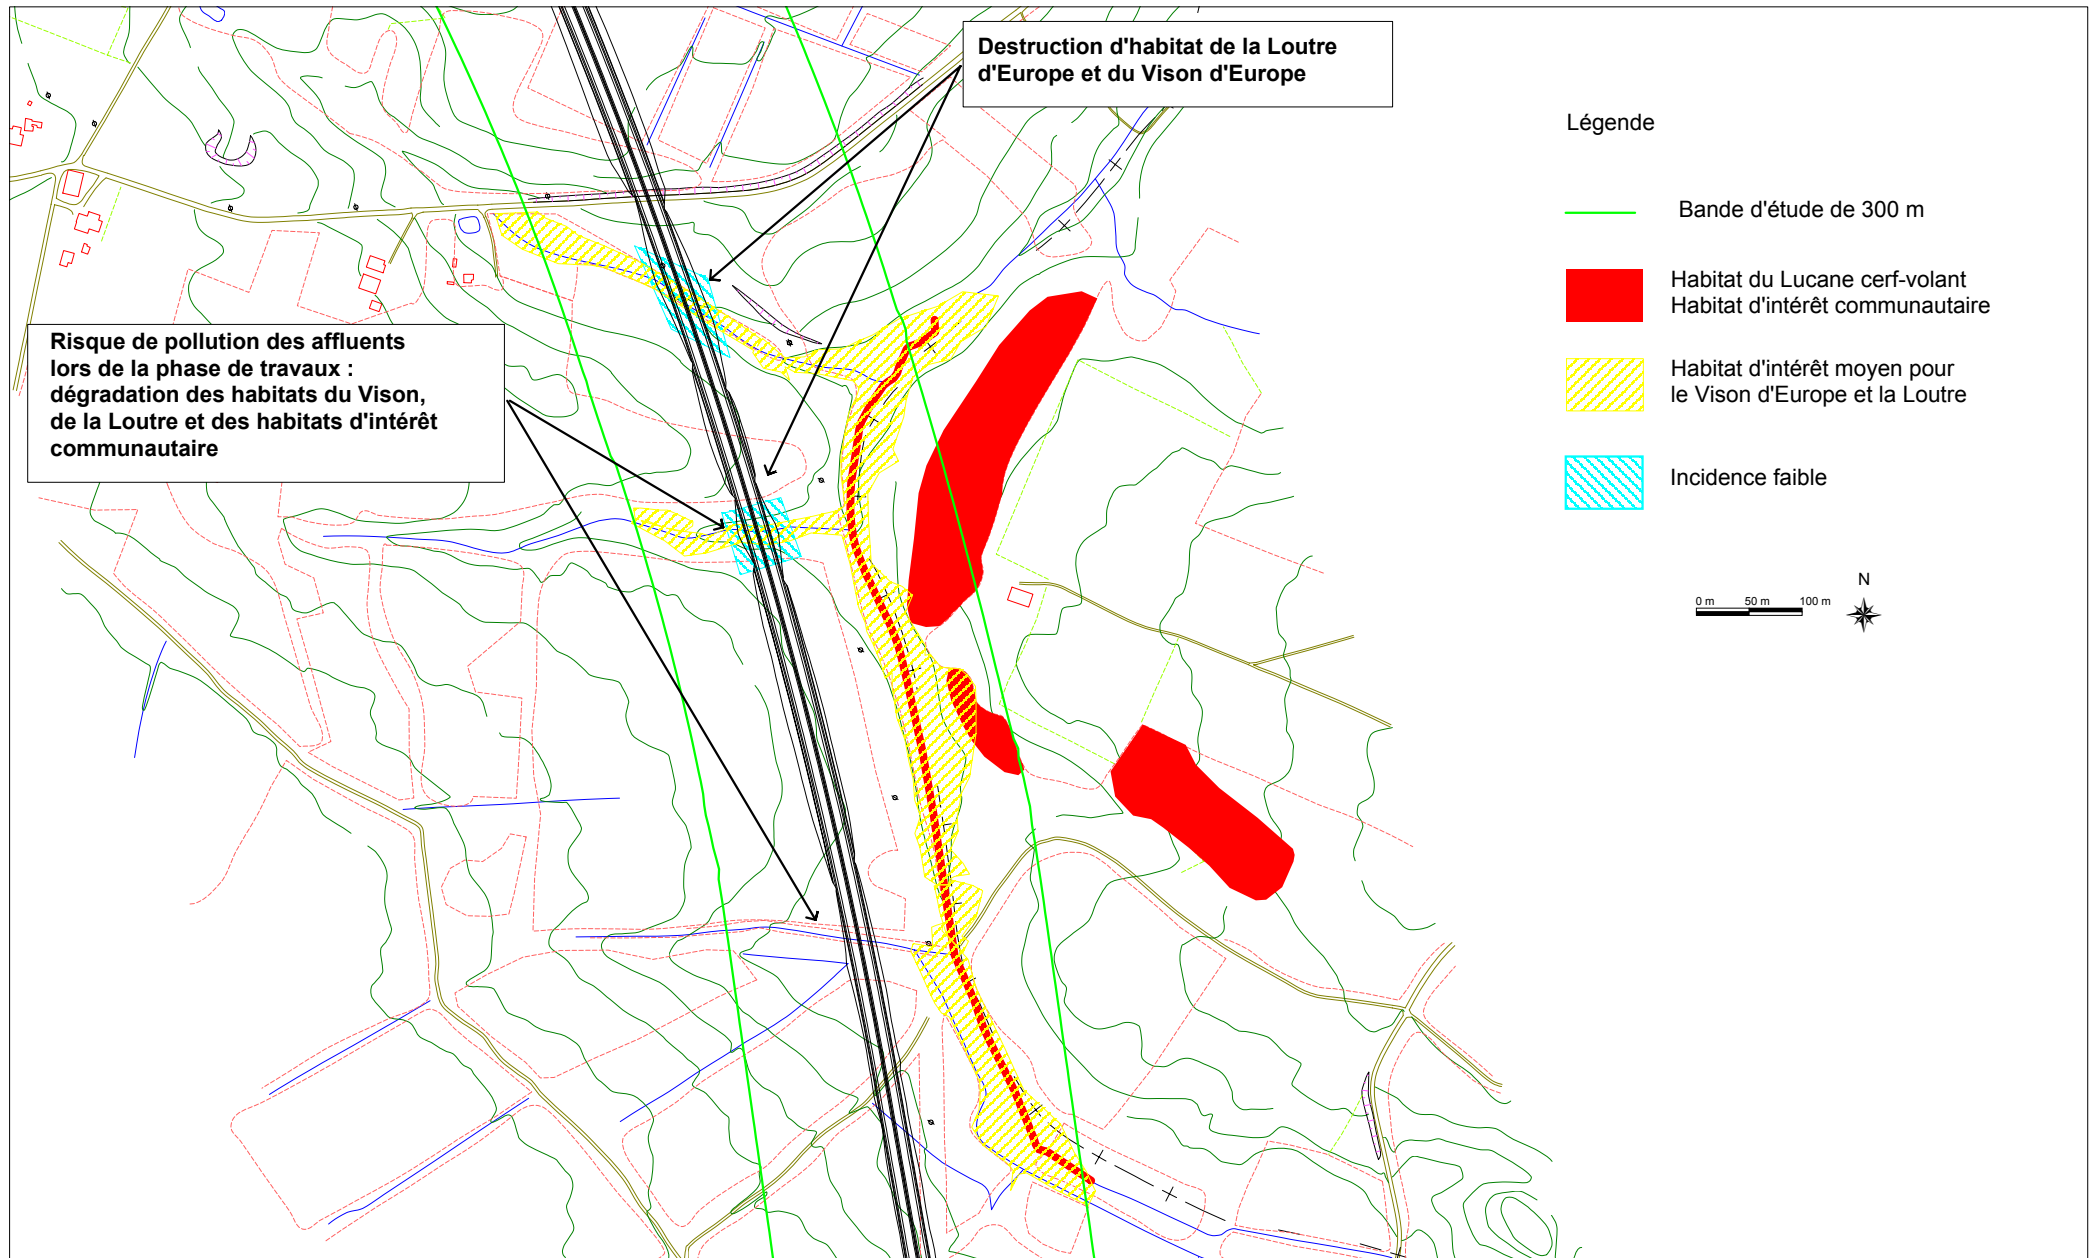 Destruction d'habitat de la Loutre
d'Europe et du Vison d'Europe
Risque de pollution des affluents
lors de la phase de travaux :
dégradation des habitats du Vison,
de la Loutre et des habitats d'intérêt
communautaire
Légende
Bande d'étude de 300 m
Habitat du Lucane cerf-volant
Habitat d'intérêt communautaire
Habitat d'intérêt moyen pour
le Vison d'Europe et la Loutre
Incidence faible
0 m 50 m 100 m
N